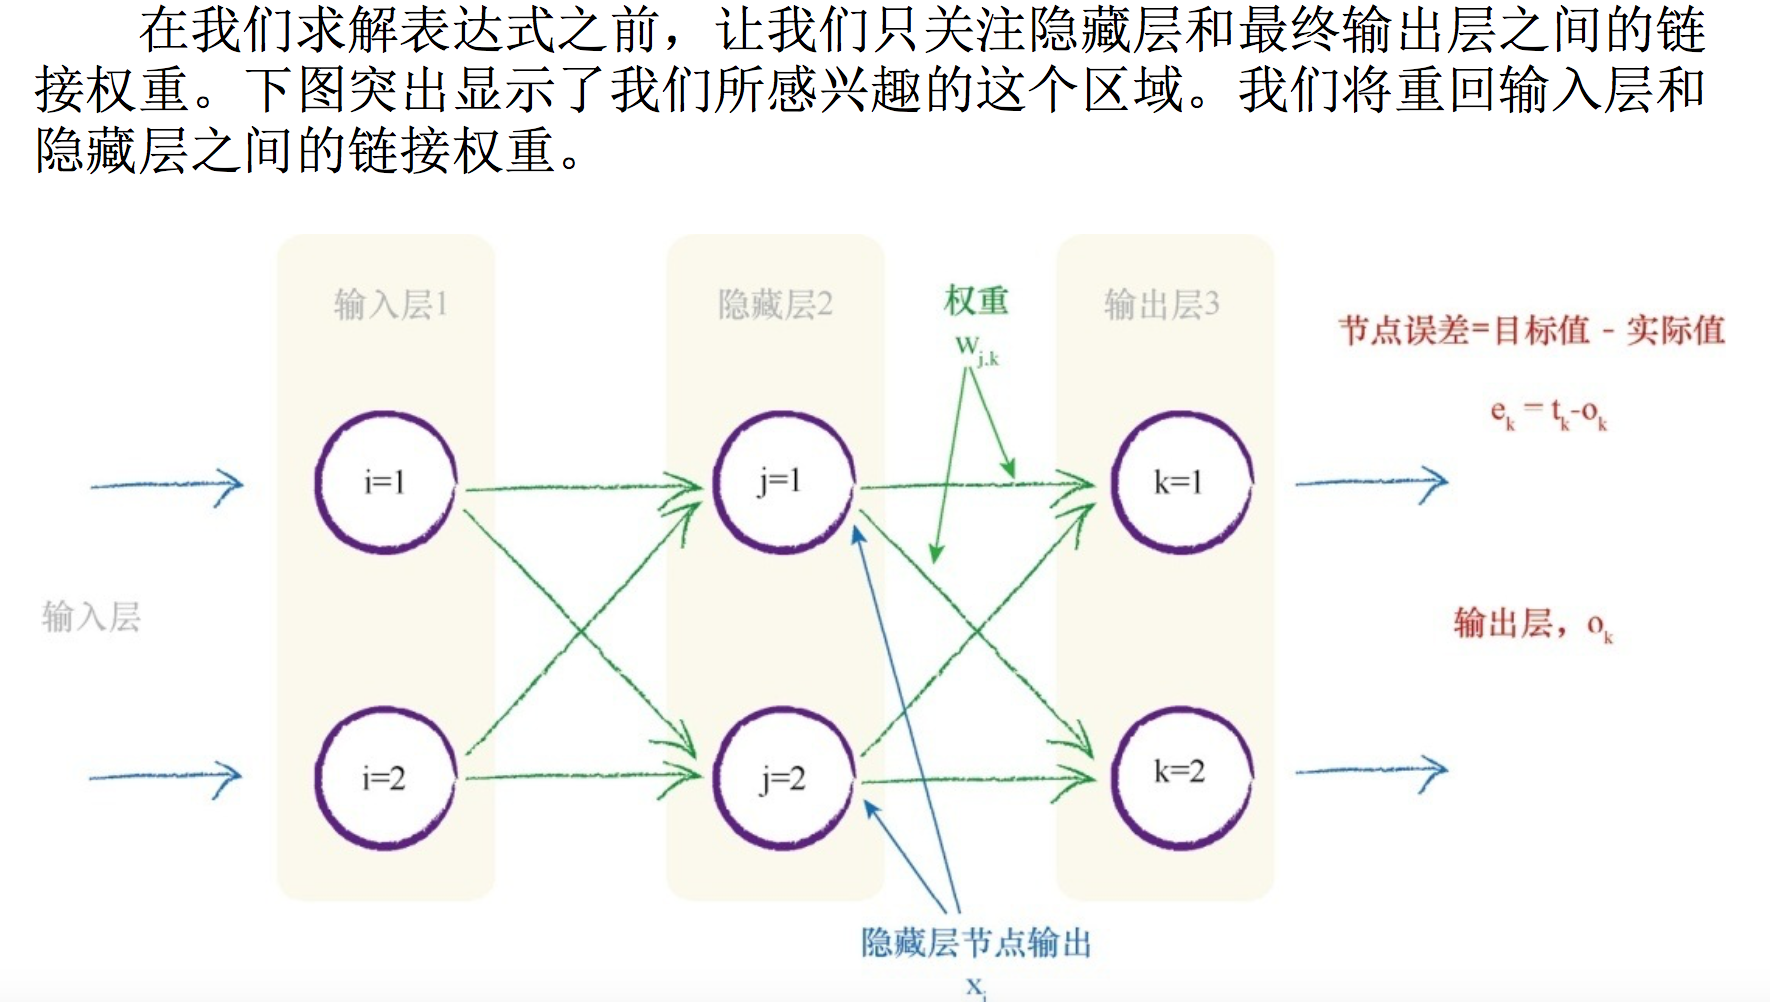 在我们求解表达式之前，让我们只关注隐藏层和最终输出层之间的链
接权重。下图突出显示了我们所感兴趣的这个区域。我们将重回输入层和
隐藏层之间的链接权重。
输入层1
隐藏层2
权重
w_{j.k}
输出层3
节点误差=目标值 - 实际值
e_k = t_k-o_k
i=1
j=1
k=1
输入层
输出层，o_k
i=2
j=2
k=2
隐藏层节点输出
x_j